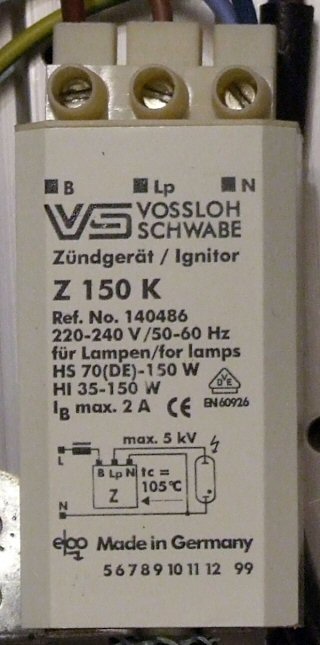 B Lp N
VS VOSSLOH
SCHWABE
Zündgerät / Ignitor
Z 150 K
Ref. No. 140486
220-240 V/50-60 Hz
für Lampen/for lamps
HS 70(DE)-150 W
HI 35-150 W
VDE
IB max. 2 A CE EN 60926
max. 5 kV
L
B Lp N tc =
Z 105°C
N
Made in Germany
5 6 7 8 9 10 11 12 99